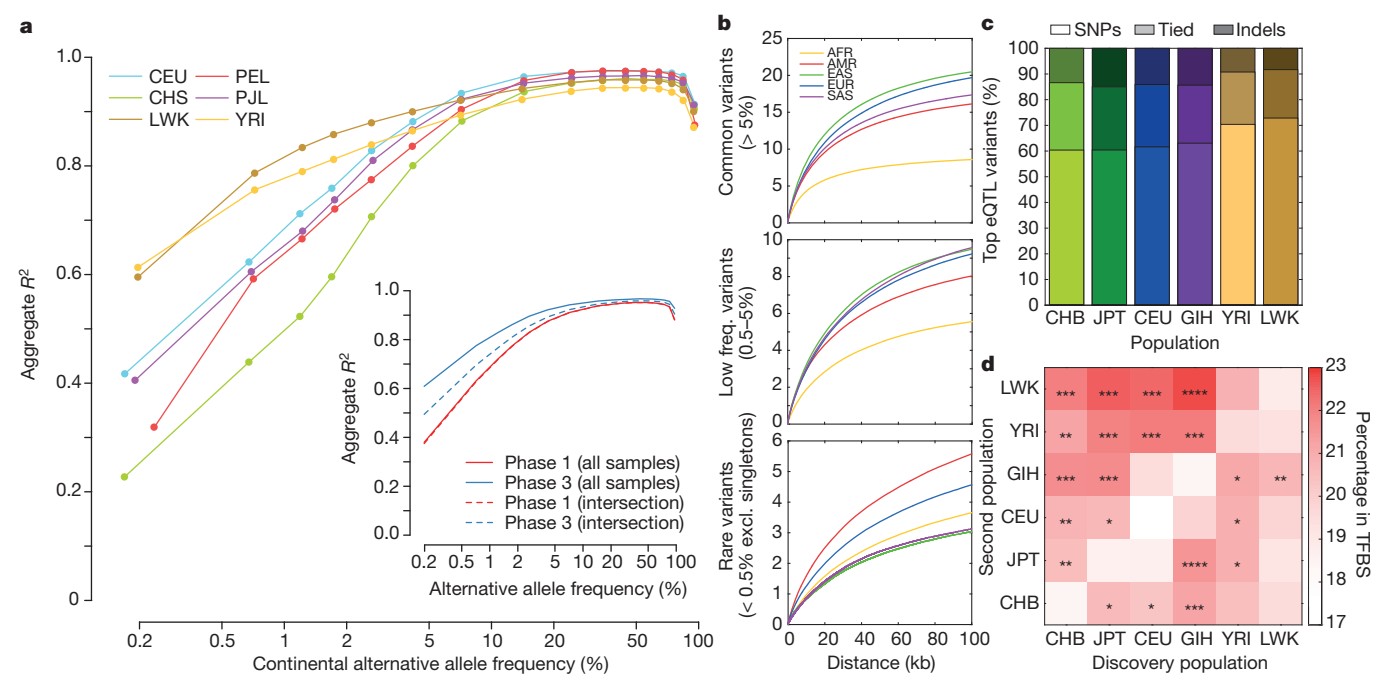 a
1.0
0.8
0.6
0.4
0.2
0
Aggregate R²
CEU
CHS
LWK
PEL
PJL
YRI
0.2 0.5 1 2 5 10 20 50 100
Continental alternative allele frequency (%)
1.0
0.8
0.6
0.4
0.2
0.0
Aggregate R²
Phase 1 (all samples)
Phase 3 (all samples)
Phase 1 (intersection)
Phase 3 (intersection)
0.2 0.5 1 2 5 10 20 50 100
Alternative allele frequency (%)
b
Common variants
(> 5%)
25
20
15
10
5
0
AFR
AMR
EAS
EUR
SAS
Low freq. variants
(0.5–5%)
10
8
6
4
2
0
Rare variants
(< 0.5% excl. singletons)
6
5
4
3
2
1
0
0 20 40 60 80 100
Distance (kb)
c
SNPs Tied Indels
Top eQTL variants (%)
100
90
80
70
60
50
40
30
20
10
0
CHB JPT CEU GIH YRI LWK
Population
d
Second population
LWK *** *** *** ****
YRI ** *** *** ***
GIH *** *** * **
CEU ** * *
JPT ** **** *
CHB * * ***
CHB JPT CEU GIH YRI LWK
Discovery population
23
22
21
20
19
18
17
Percentage in TFBS